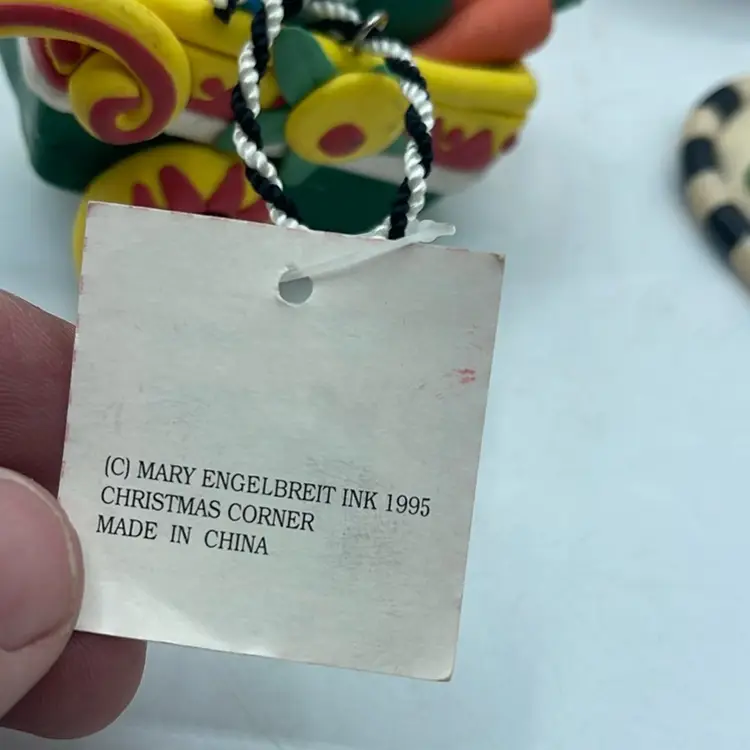 (C) MARY ENGELBREIT INK 1995
CHRISTMAS CORNER
MADE IN CHINA